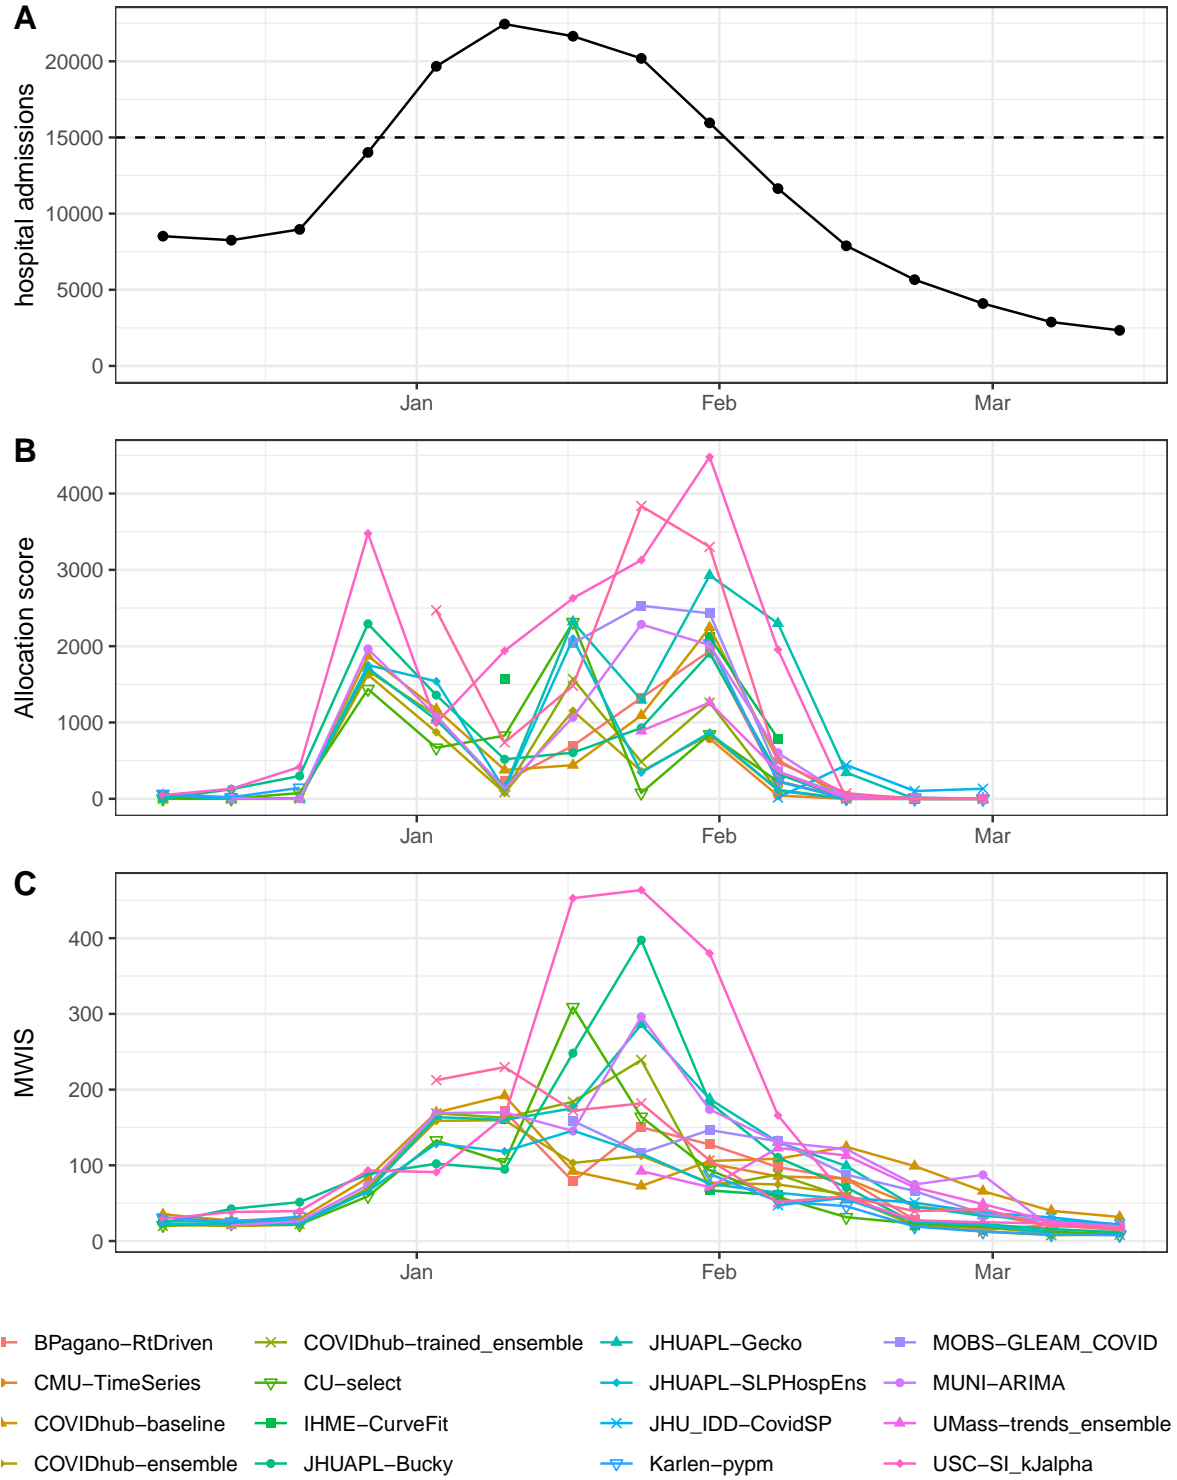 A
hospital admissions
20000
15000
10000
5000
0
Jan Feb Mar
B
Allocation score
4000
3000
2000
1000
0
Jan Feb Mar
C
MWIS
400
300
200
100
0
Jan Feb Mar
BPagano−RtDriven COVIDhub−trained_ensemble JHUAPL−Gecko MOBS−GLEAM_COVID
CMU−TimeSeries CU−select JHUAPL−SLPHospEns MUNI−ARIMA
COVIDhub−baseline IHME−CurveFit JHU_IDD−CovidSP UMass−trends_ensemble
COVIDhub−ensemble JHUAPL−Bucky Karlen−pypm USC−SI_kJalpha